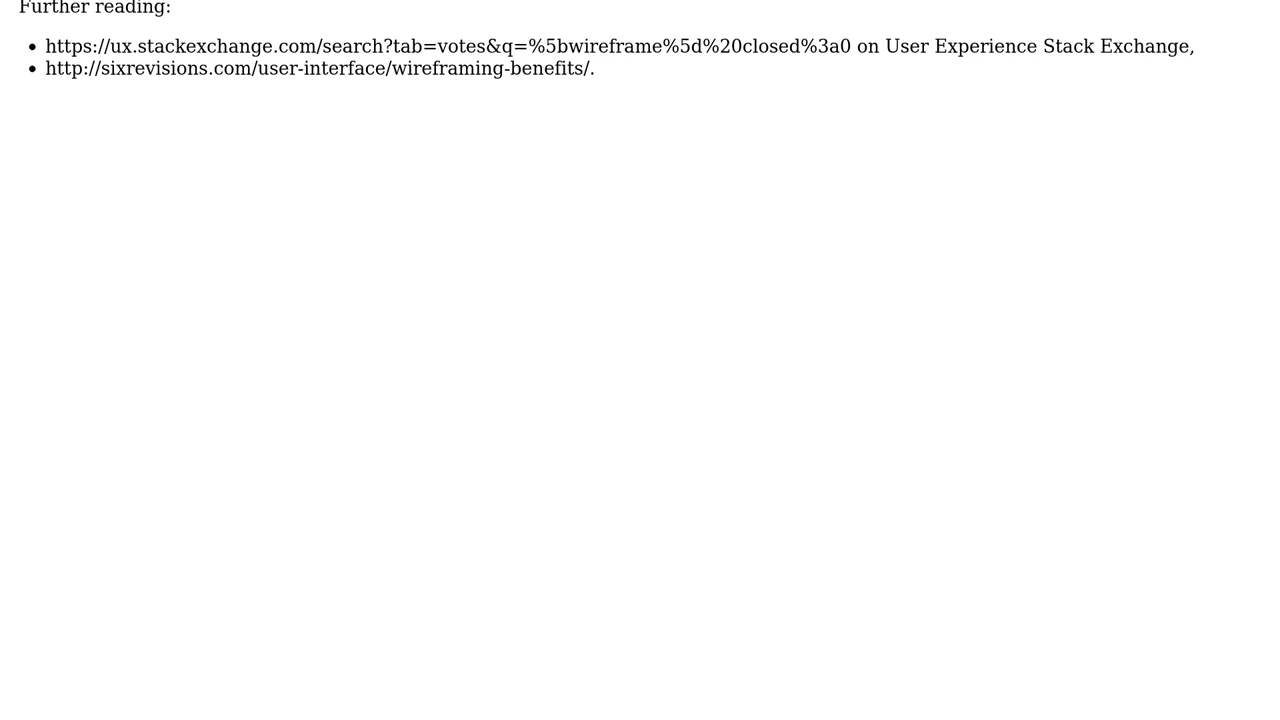 Further reading:
https://ux.stackexchange.com/search?tab=votes&q=%5bwireframe%5d%20closed%3a0 on User Experience Stack Exchange,
http://sixrevisions.com/user-interface/wireframing-benefits/.